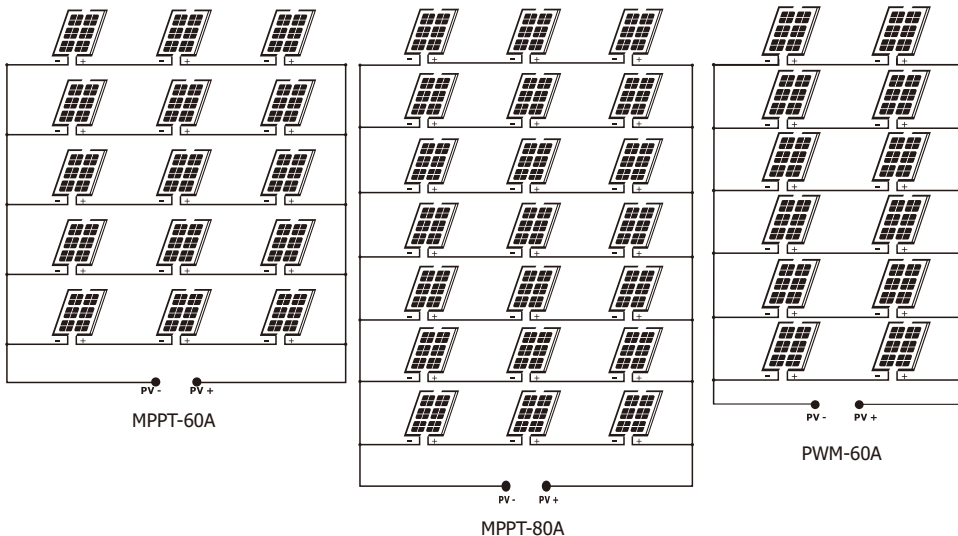 PV - PV +
MPPT-60A
PV - PV +
MPPT-80A
PV - PV +
PWM-60A